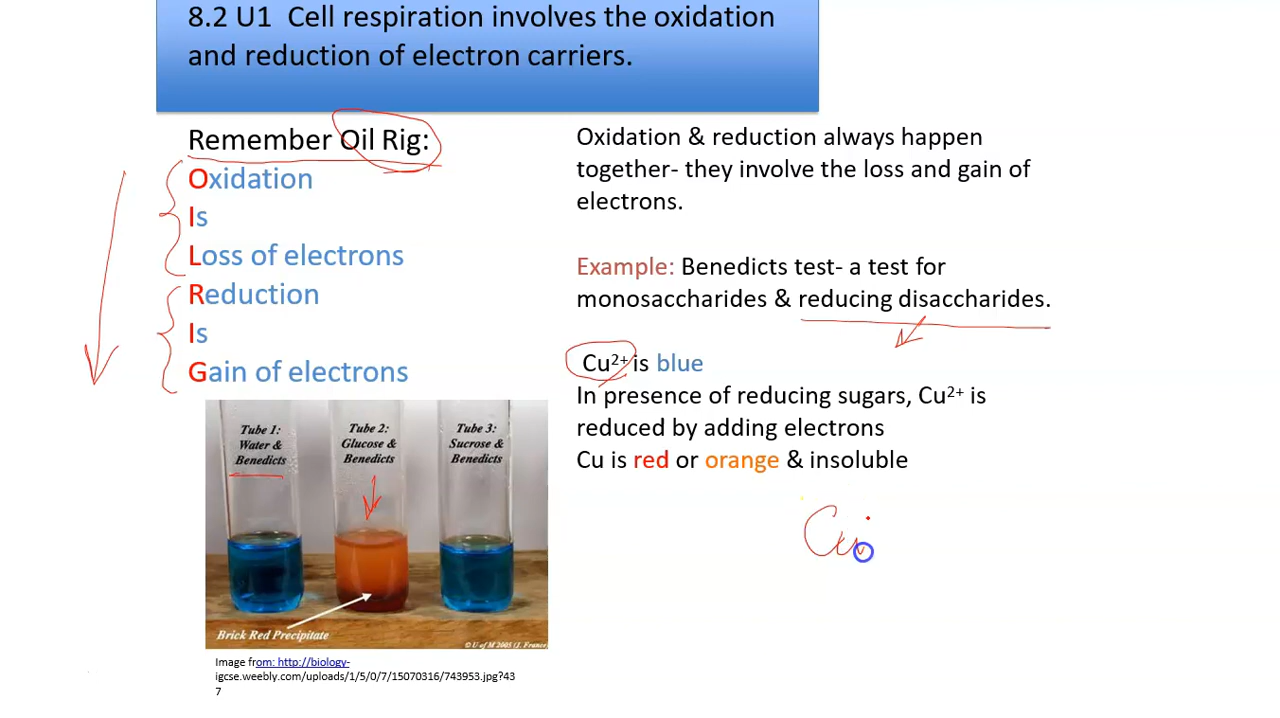 8.2 U1 Cell respiration involves the oxidation
and reduction of electron carriers.
Remember Oil Rig:
Oxidation
Is
Loss of electrons
Reduction
Is
Gain of electrons
Tube 1:
Water &
Benedicts
Tube 2:
Glucose &
Benedicts
Tube 3:
Sucrose &
Benedicts
Brick Red Precipitate
© U of M 2005 (J. France)
Image from: http://biology-
igcse.weebly.com/uploads/1/5/0/7/15070316/743953.jpg?43
7
Oxidation & reduction always happen
together- they involve the loss and gain of
electrons.
Example: Benedicts test- a test for
monosaccharides & reducing disaccharides.
Cu²⁺ is blue
In presence of reducing sugars, Cu²⁺ is
reduced by adding electrons
Cu is red or orange & insoluble
Cu